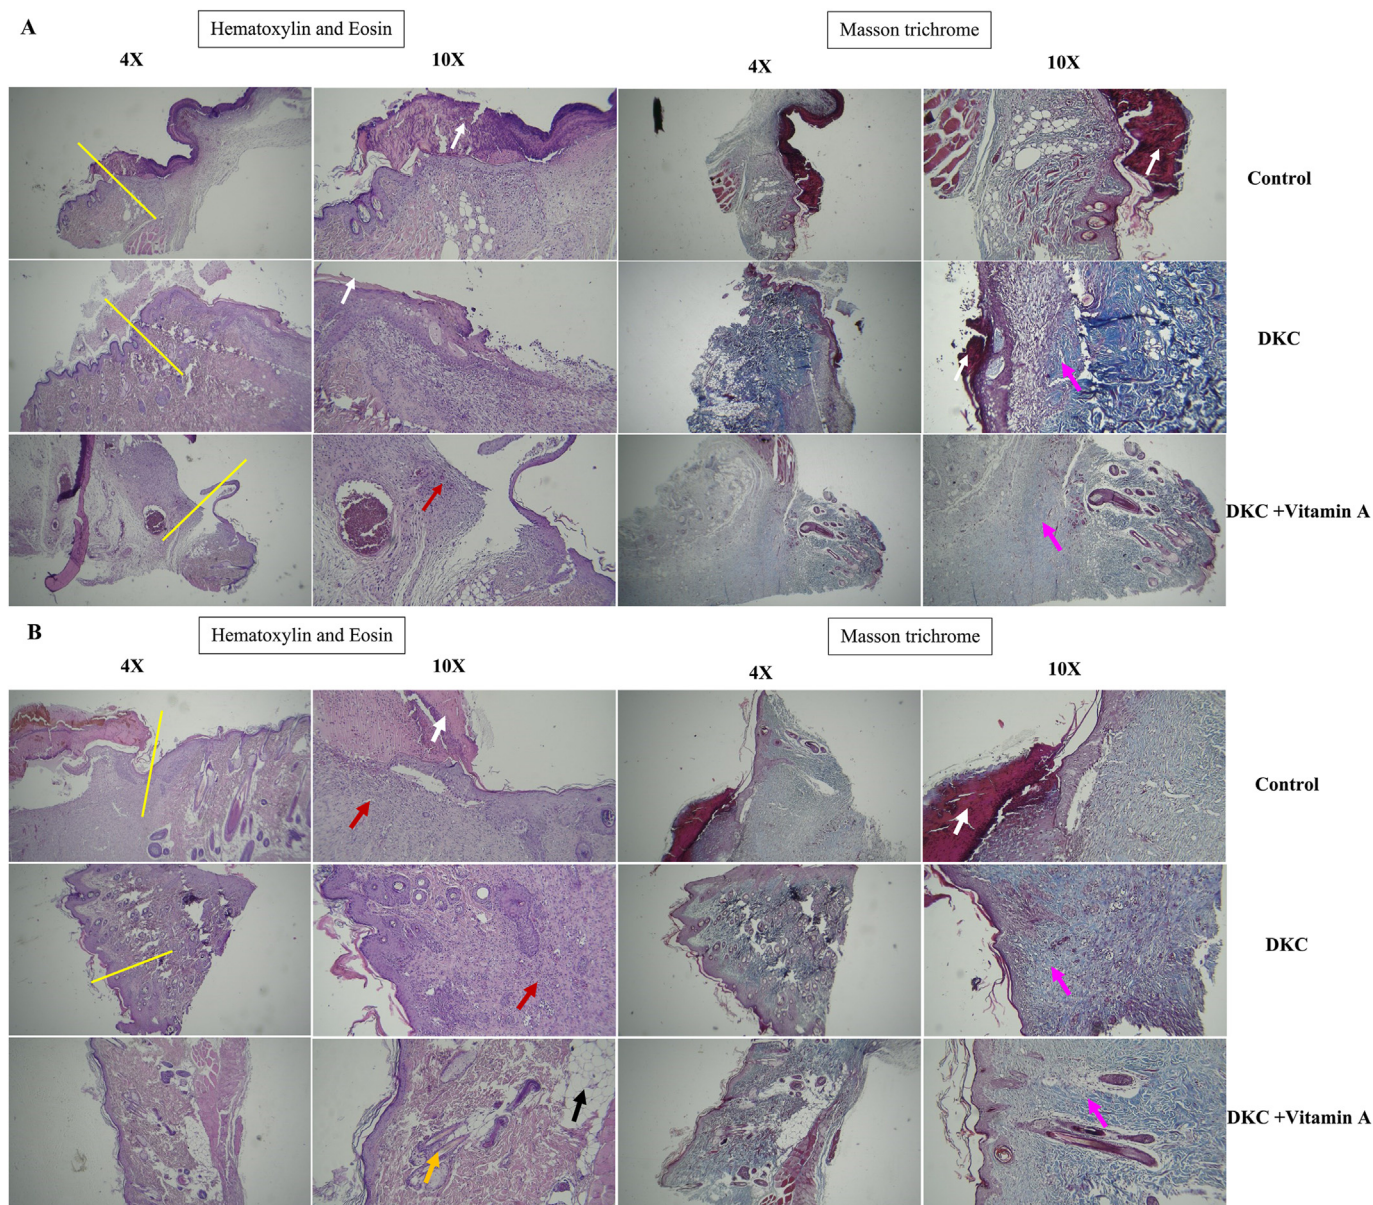 A
Hematoxylin and Eosin
Masson trichrome
4X
10X
4X
10X
Control
DKC
DKC +Vitamin A
B
Hematoxylin and Eosin
Masson trichrome
4X
10X
4X
10X
Control
DKC
DKC +Vitamin A